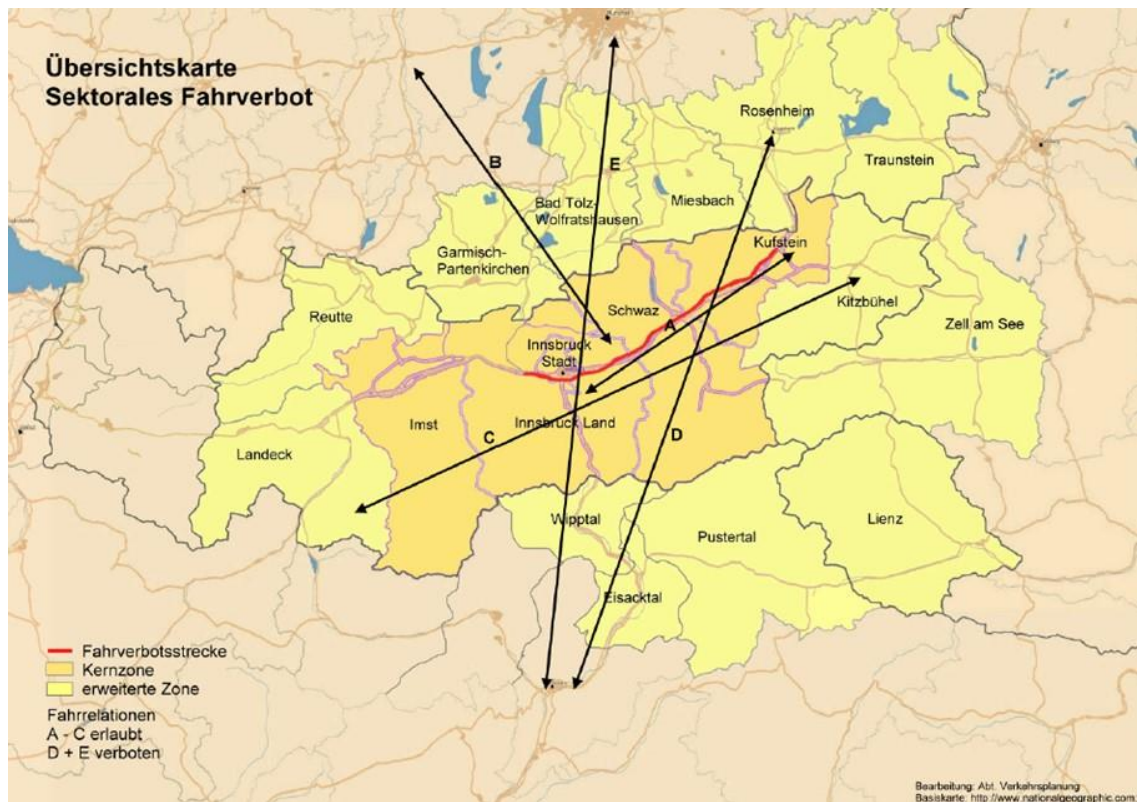 Übersichtskarte
Sektorales Fahrverbot
B
E
Rosenheim
Traunstein
Miesbach
Bad Tölz-
Wolfratshausen
Garmisch-
Partenkirchen
Kufstein
Kitzbühel
Reutte
Schwaz
A
Zell am See
Innsbruck
Stadt
Imst
Innsbruck Land
C
D
Landeck
Wipptal
Lienz
Pustertal
Eisacktal
Fahrverbotsstrecke
Kernzone
erweiterte Zone
Fahrrelationen
A - C erlaubt
D + E verboten
Bearbeitung: Abt. Verkehrsplanung
Basiskarte: http://www.nationalgeographic.com